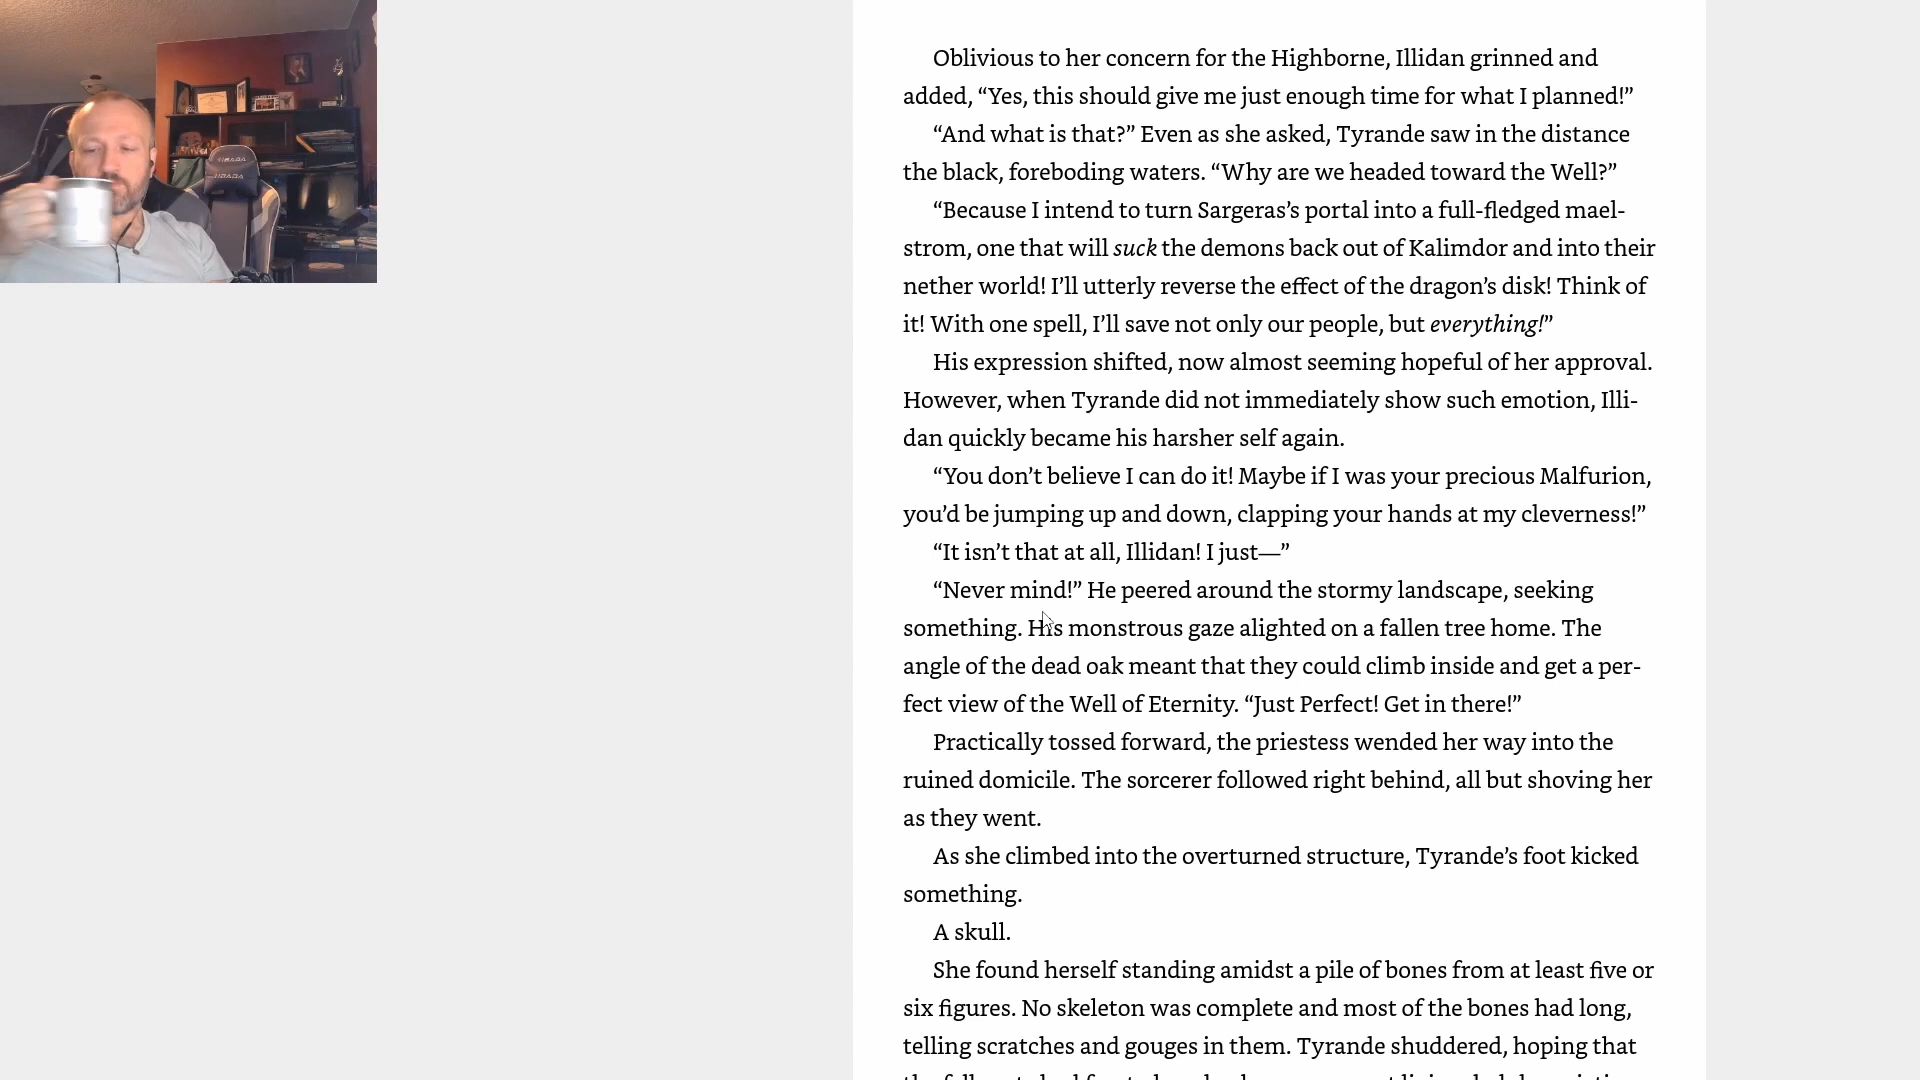 Oblivious to her concern for the Highborne, Illidan grinned and
added, “Yes, this should give me just enough time for what I planned!”
“And what is that?” Even as she asked, Tyrande saw in the distance
the black, foreboding waters. “Why are we headed toward the Well?”
“Because I intend to turn Sargeras’s portal into a full-fledged mael-
strom, one that will suck the demons back out of Kalimdor and into their
nether world! I’ll utterly reverse the effect of the dragon’s disk! Think of
it! With one spell, I’ll save not only our people, but everything!”
His expression shifted, now almost seeming hopeful of her approval.
However, when Tyrande did not immediately show such emotion, Illi-
dan quickly became his harsher self again.
“You don’t believe I can do it! Maybe if I was your precious Malfurion,
you’d be jumping up and down, clapping your hands at my cleverness!”
“It isn’t that at all, Illidan! I just—”
“Never mind!” He peered around the stormy landscape, seeking
something. His monstrous gaze alighted on a fallen tree home. The
angle of the dead oak meant that they could climb inside and get a per-
fect view of the Well of Eternity. “Just Perfect! Get in there!”
Practically tossed forward, the priestess wended her way into the
ruined domicile. The sorcerer followed right behind, all but shoving her
as they went.
As she climbed into the overturned structure, Tyrande’s foot kicked
something.
A skull.
She found herself standing amidst a pile of bones from at least five or
six figures. No skeleton was complete and most of the bones had long,
telling scratches and gouges in them. Tyrande shuddered, hoping that